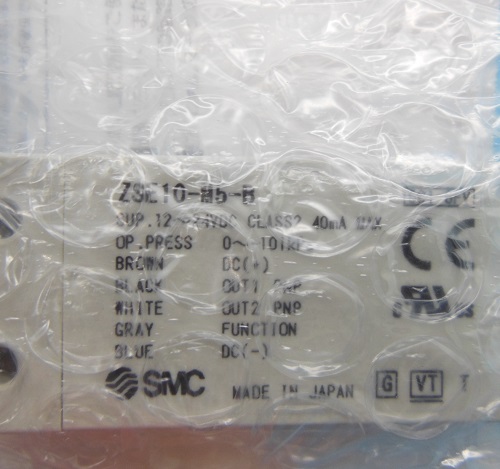 ZSE10-M5-B
SUP.12 ~24VDC CLASS2 40mA MAX
OP.PRESS 0~-101kPa
BROWN DC(+)
BLACK OUT1 PNP
WHITE OUT2 PNP
GRAY FUNCTION
BLUE DC(-)
SMC MADE IN JAPAN G VT T
CE